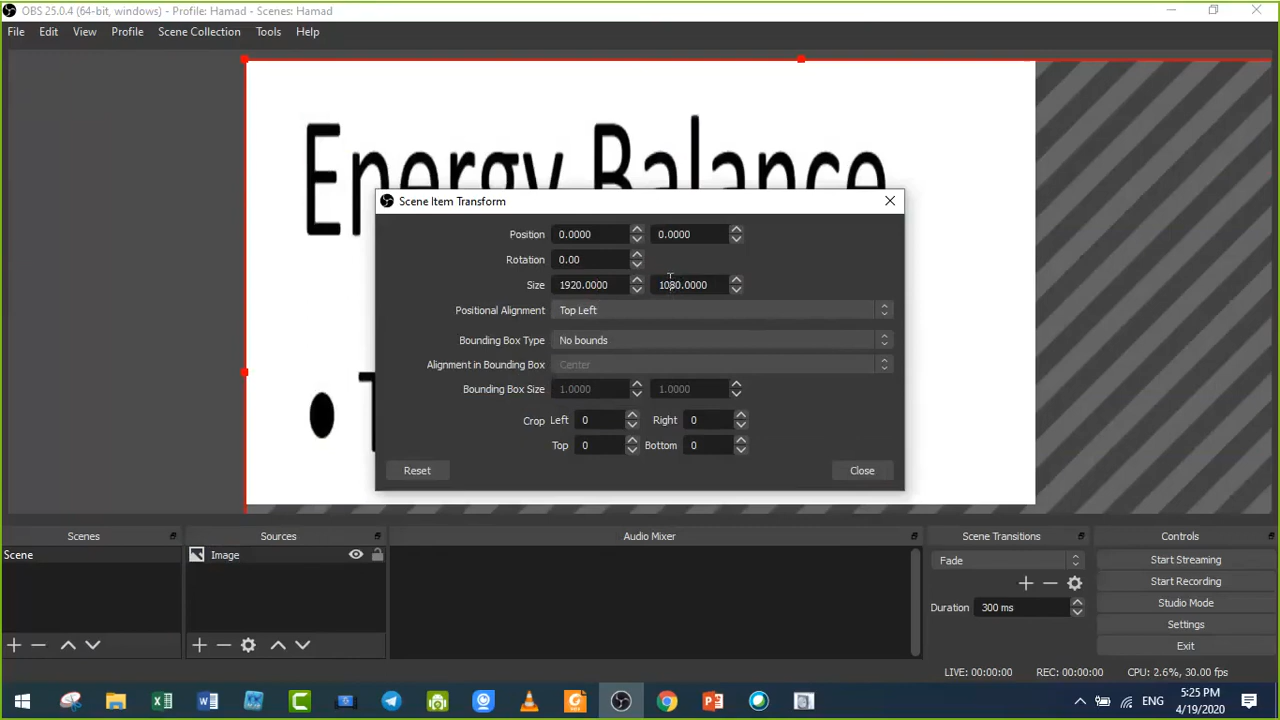 OBS 25.0.4 (64-bit, windows) - Profile: Hamad - Scenes: Hamad
File Edit View Profile Scene Collection Tools Help
Energy Balance
Scene Item Transform
Position 0.0000 0.0000
Rotation 0.00
Size 1920.0000 1080.0000
Positional Alignment Top Left
Bounding Box Type No bounds
Alignment in Bounding Box Center
Bounding Box Size 1.0000 1.0000
Crop Left 0 Right 0
Top 0 Bottom 0
Reset Close
Scenes Sources Audio Mixer Scene Transitions Controls
Scene Image Fade Start Streaming
Start Recording
Duration 300 ms Studio Mode
Settings
Exit
LIVE: 00:00:00 REC: 00:00:00 CPU: 2.6%, 30.00 fps
ENG 5:25 PM
4/19/2020